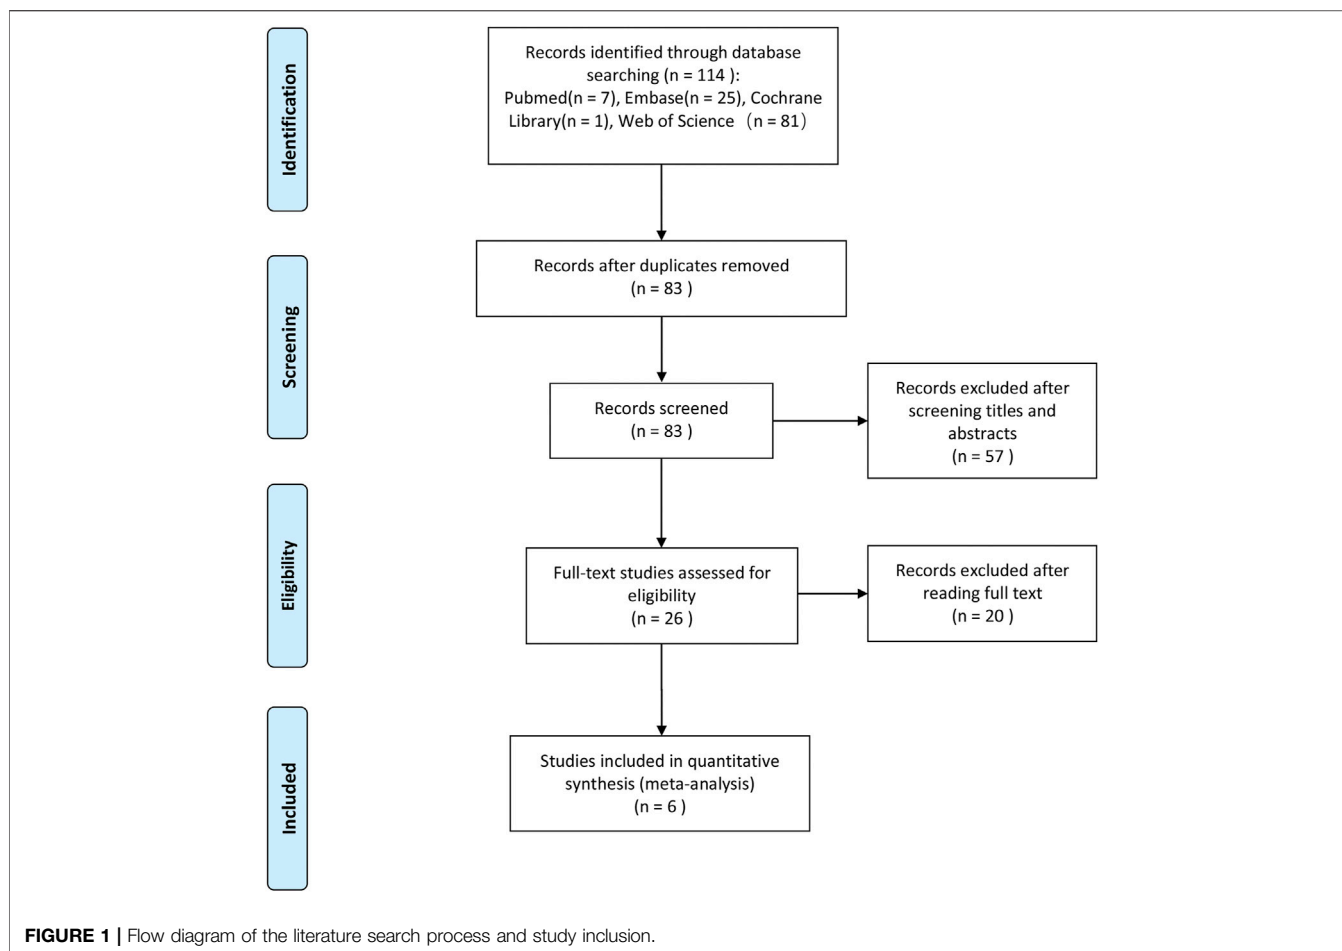 Identification
Records identified through database
searching (n = 114 ):
Pubmed(n = 7), Embase(n = 25), Cochrane
Library(n = 1), Web of Science（n = 81）
Screening
Records after duplicates removed
(n = 83 )
Records screened
(n = 83 )
Records excluded after
screening titles and
abstracts
(n = 57 )
Eligibility
Full-text studies assessed for
eligibility
(n = 26 )
Records excluded after
reading full text
(n = 20 )
Included
Studies included in quantitative
synthesis (meta-analysis)
(n = 6 )
FIGURE 1 | Flow diagram of the literature search process and study inclusion.